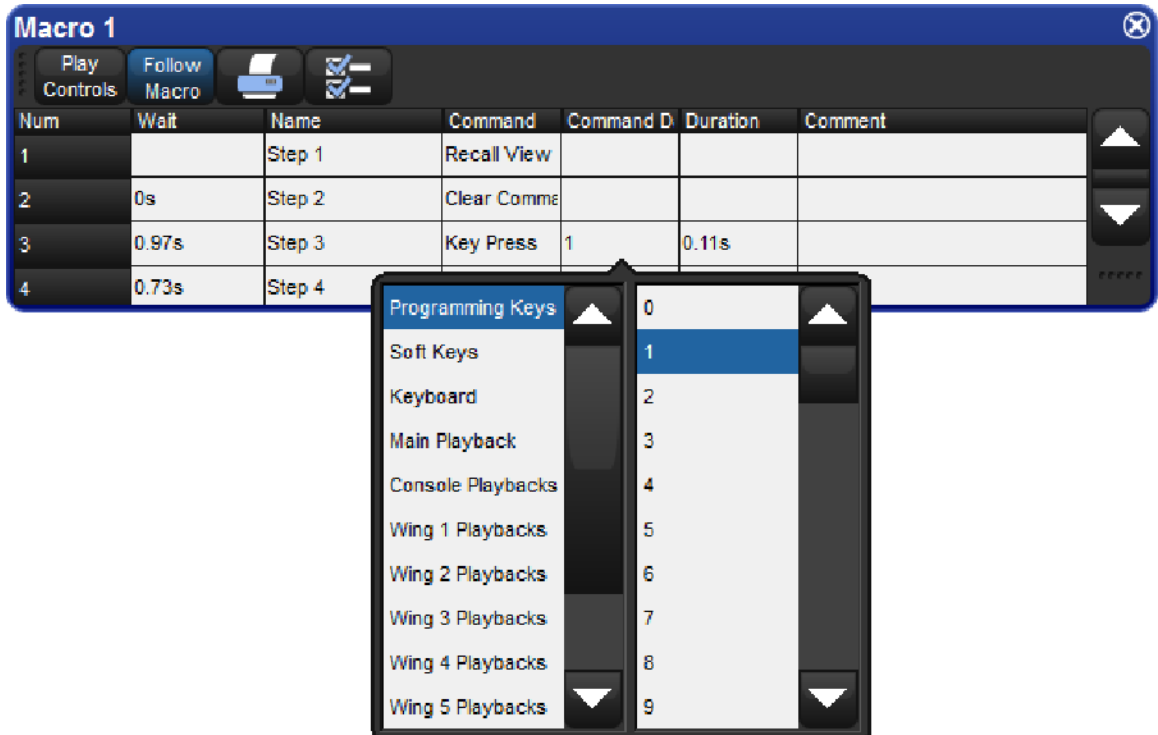 Macro 1
Play Controls
Follow Macro
Num Wait Name Command Command D Duration Comment
1 Step 1 Recall View
2 0s Step 2 Clear Comma
3 0.97s Step 3 Key Press 1 0.11s
4 0.73s Step 4
Programming Keys 0
Soft Keys 1
Keyboard 2
Main Playback 3
Console Playbacks 4
Wing 1 Playbacks 5
Wing 2 Playbacks 6
Wing 3 Playbacks 7
Wing 4 Playbacks 8
Wing 5 Playbacks 9